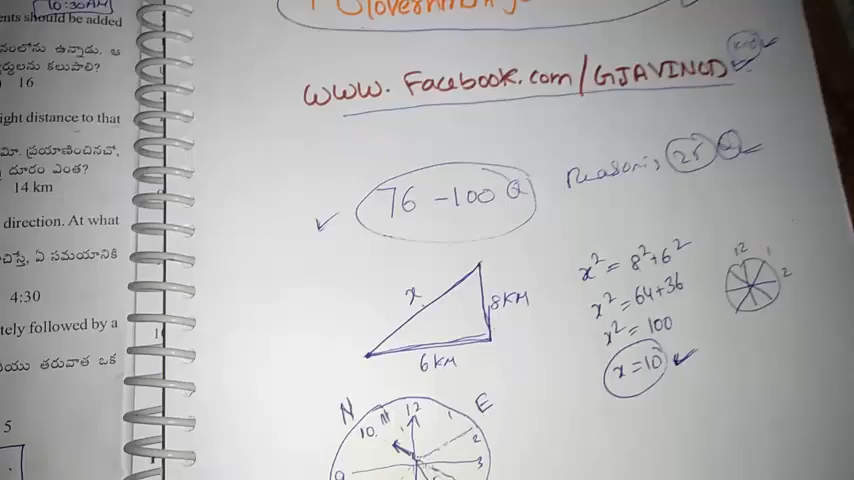 10:30AM
ents should be added
నంలోను ఉన్నాడు. ఆ
ర్థులను కలుపాలి?
16
ight distance to that
మీ. ప్రయాణించినచో,
దూరం ఎంత?
14 km
direction. At what
చిస్తే, ఏ సమయానికి
4:30
tely followed by a
తరువాత ఒక
5
Government
www.Facebook.com/GJAVINOD
76 - 100 Q
Reasoning 25 Q
x
8KM
6KM
x² = 8²+6²
x² = 64+36
x² = 100
x = 10
12 1 2
N 12 E
10 11 1 2
9 3